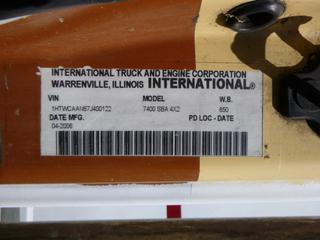 INTERNATIONAL TRUCK AND ENGINE CORPORATION
WARRENVILLE, ILLINOIS INTERNATIONAL®
VIN MODEL W.B.
1HTWCAAN67J400122 7400 SBA 4X2 650
DATE MFG. PD LOC - DATE
04-2006